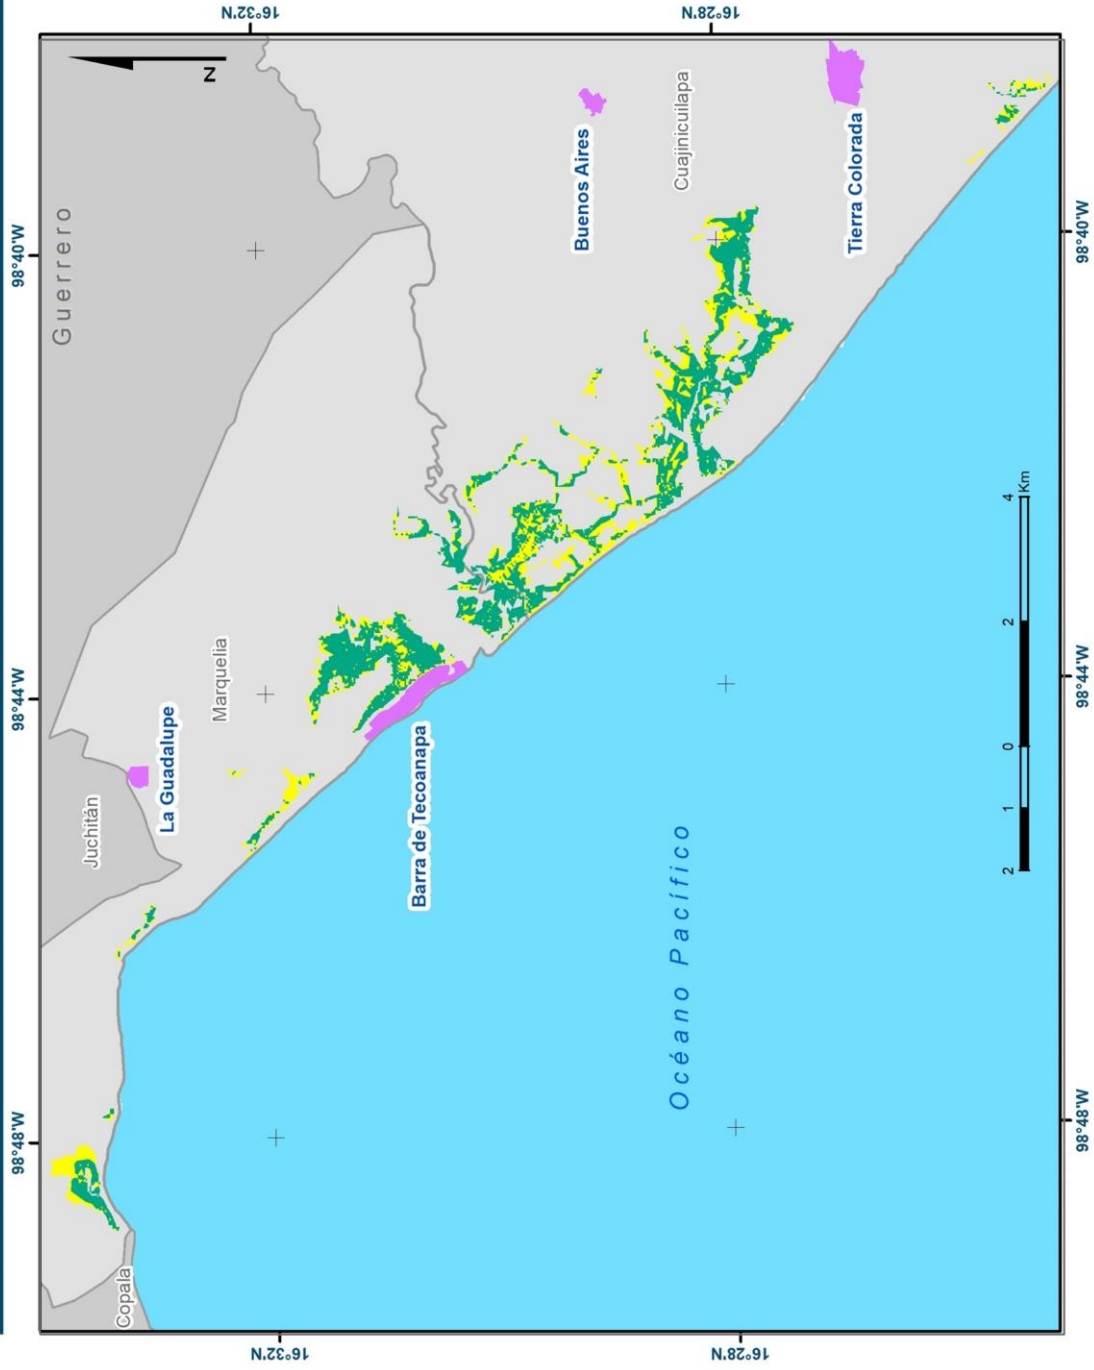 98°48'W 98°44'W 98°40'W
Guerrero
Juchitán
Copala
La Guadalupe
N
Marquelia
16°32'N 16°32'N
Barra de Tecoanapa
Buenos Aires
Océano Pacífico
Cuajinicuilapa
16°28'N 16°28'N
Tierra Colorada
2 1 0 2 4
Km
98°48'W 98°44'W 98°40'W